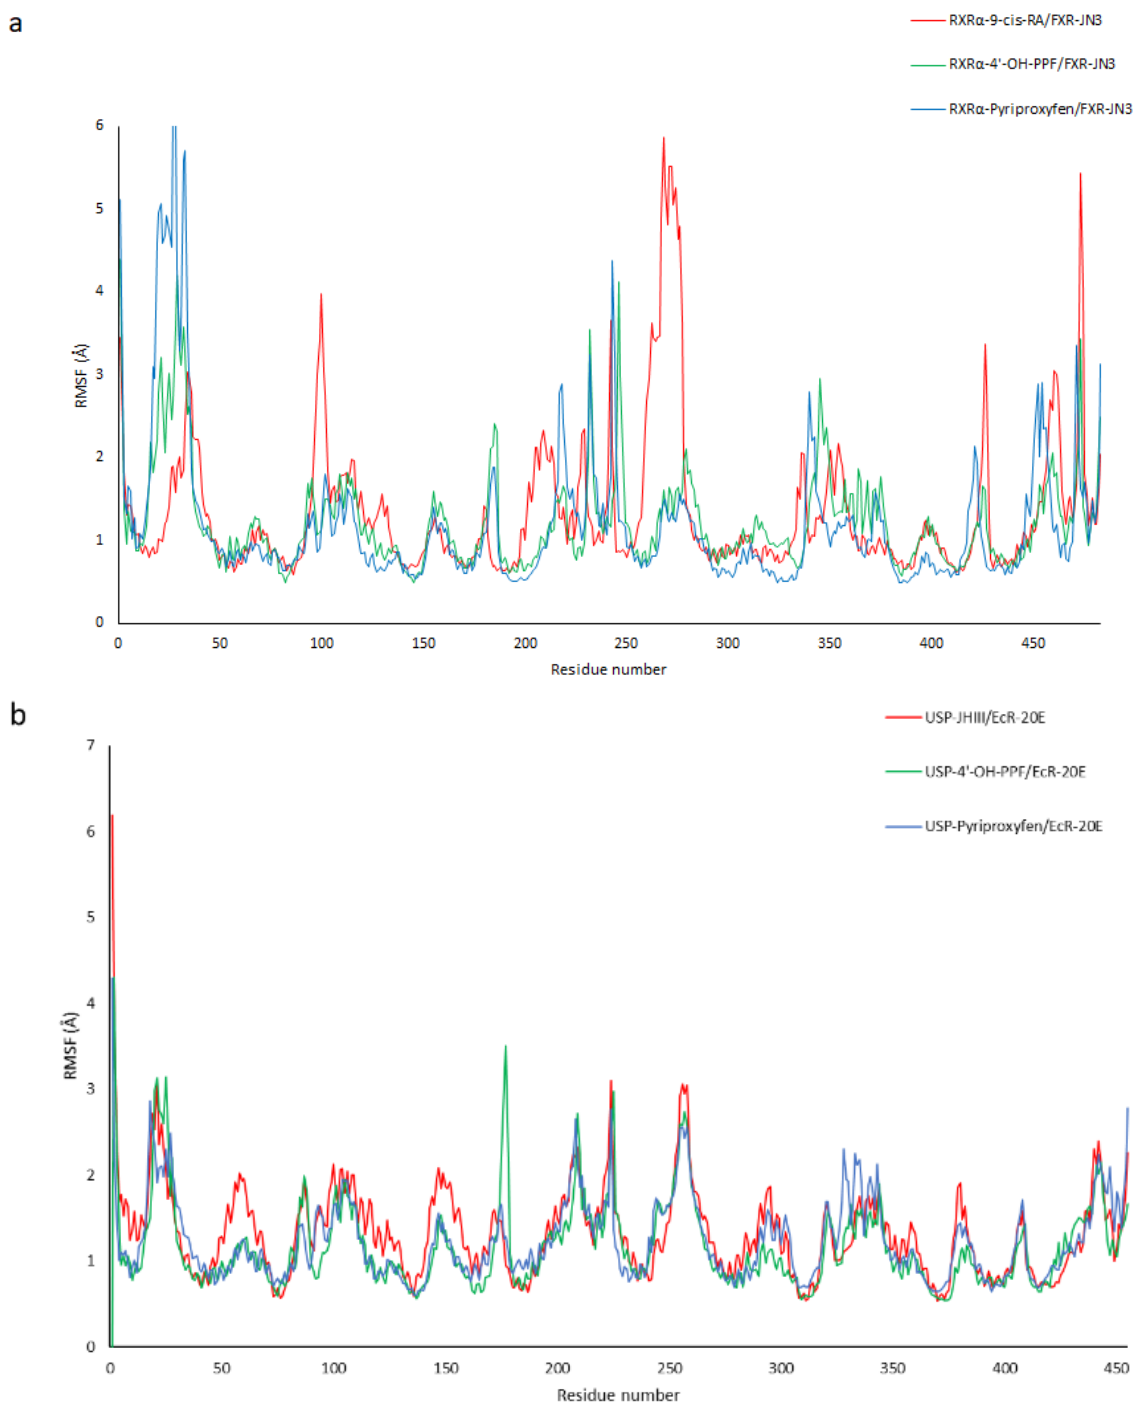 a
RXRα-9-cis-RA/FXR-JN3
RXRα-4'-OH-PPF/FXR-JN3
RXRα-Pyriproxyfen/FXR-JN3
6
5
4
3
2
1
0
RMSF (Å)
0 50 100 150 200 250 300 350 400 450
Residue number
b
USP-JHIII/EcR-20E
USP-4'-OH-PPF/EcR-20E
USP-Pyriproxyfen/EcR-20E
7
6
5
4
3
2
1
0
RMSF (Å)
0 50 100 150 200 250 300 350 400 450
Residue number